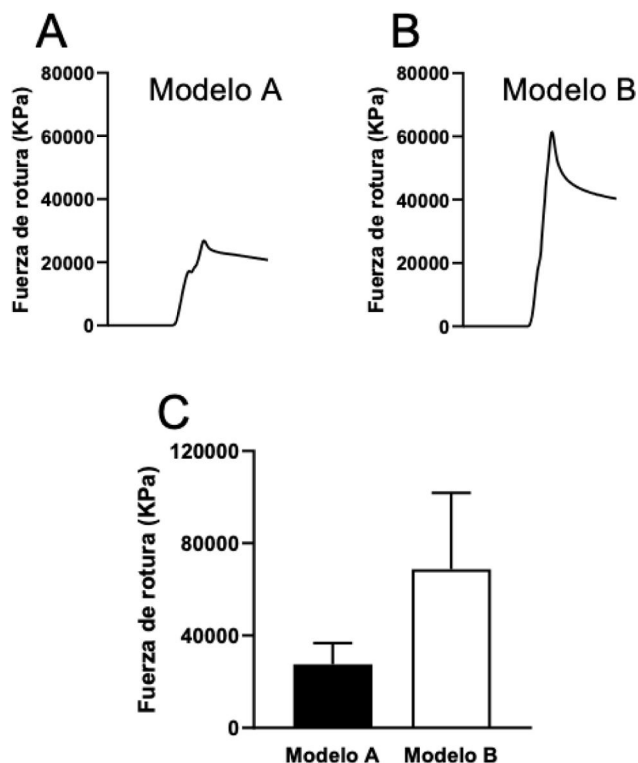 A
Modelo A
Fuerza de rotura (KPa)
80000
60000
40000
20000
0
B
Modelo B
Fuerza de rotura (KPa)
80000
60000
40000
20000
0
C
Fuerza de rotura (KPa)
120000
80000
40000
0
Modelo A Modelo B